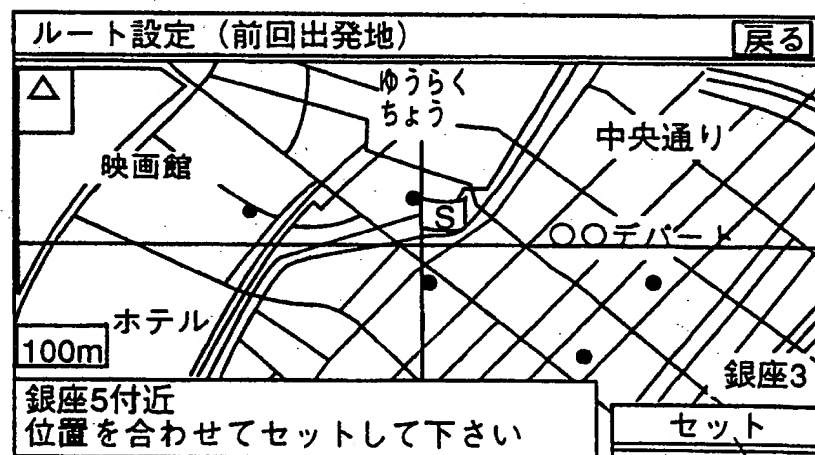 ルート設定（前回出発地）
戻る
△
ゆうらく
ちょう
中央通り
映画館
S
○○デパート
ホテル
100m
銀座3
銀座5付近
位置を合わせてセットして下さい
セット